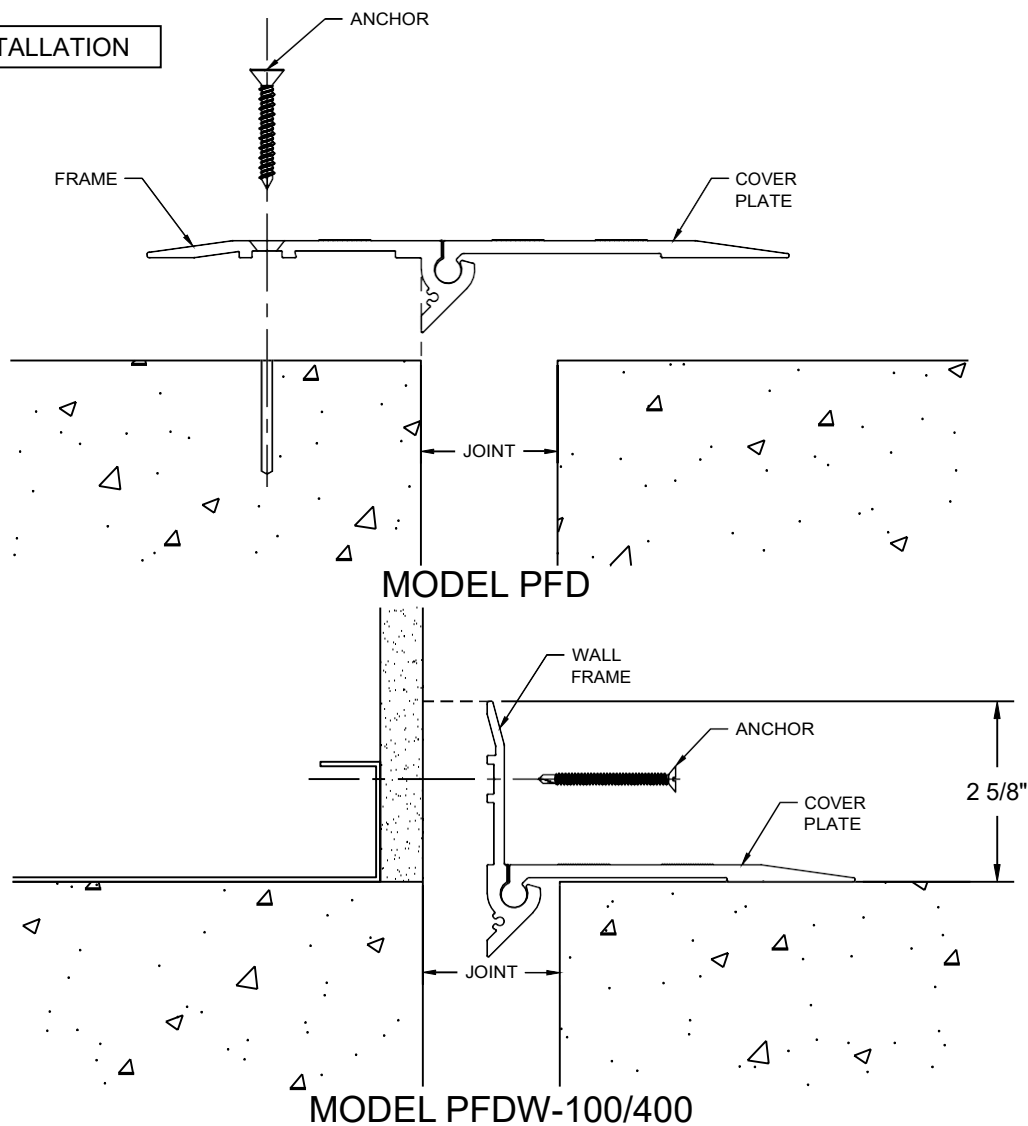 ANCHOR
TALLATION
FRAME
COVER
PLATE
JOINT
MODEL PFD
WALL
FRAME
ANCHOR
2 5/8"
COVER
PLATE
JOINT
MODEL PFDW-100/400